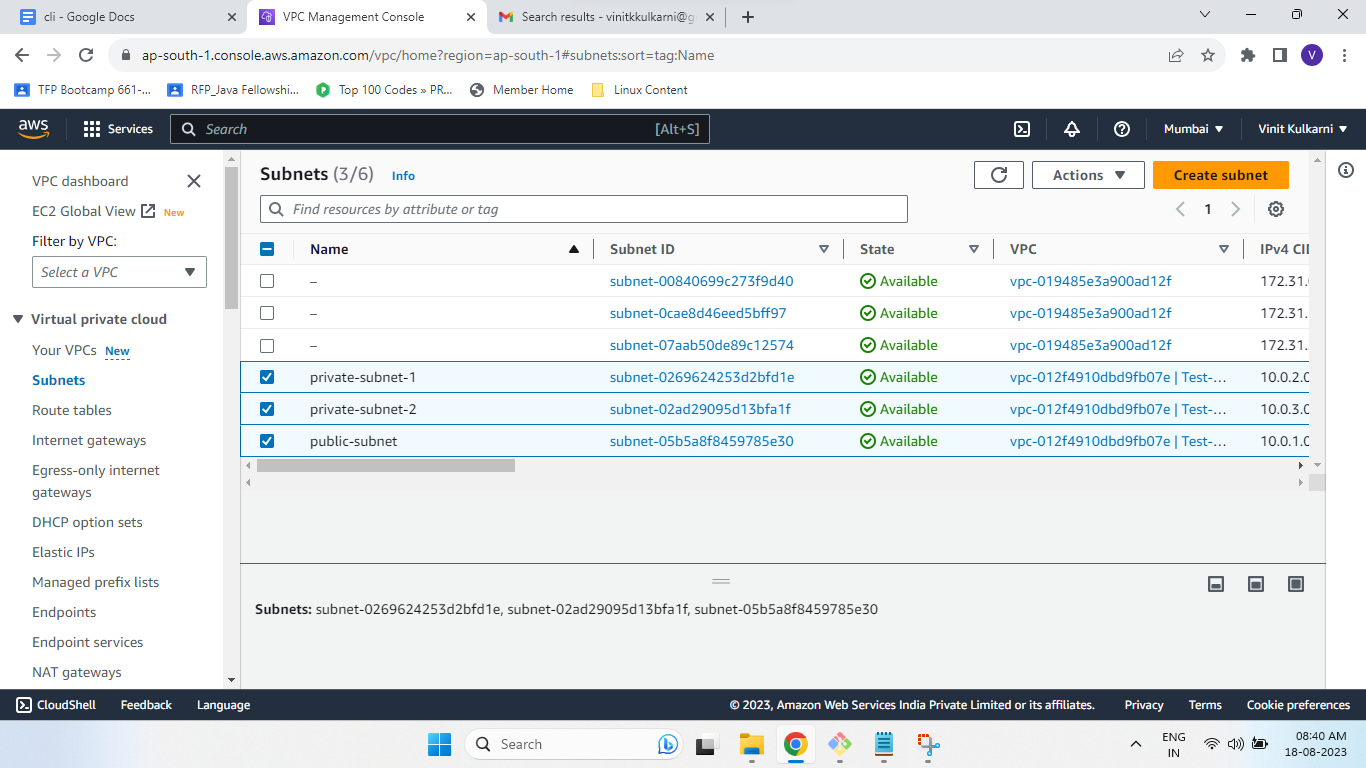 cli - Google Docs
VPC Management Console
Search results - vinitkkulkarni@g
ap-south-1.console.aws.amazon.com/vpc/home?region=ap-south-1#subnets:sort=tag:Name
V
TFP Bootcamp 661-...
RFP_Java Fellowshi...
Top 100 Codes » PR...
Member Home
Linux Content
aws
Services
Search
[Alt+S]
Mumbai
Vinit Kulkarni
VPC dashboard
EC2 Global View
New
Filter by VPC:
Select a VPC
Virtual private cloud
Your VPCs
New
Subnets
Route tables
Internet gateways
Egress-only internet
gateways
DHCP option sets
Elastic IPs
Managed prefix lists
Endpoints
Endpoint services
NAT gateways
Subnets (3/6)
Info
Actions
Create subnet
Find resources by attribute or tag
1
Name
Subnet ID
State
VPC
IPv4 CI
– subnet-00840699c273f9d40 Available vpc-019485e3a900ad12f 172.31.
– subnet-0cae8d46eed5bff97 Available vpc-019485e3a900ad12f 172.31.
– subnet-07aab50de89c12574 Available vpc-019485e3a900ad12f 172.31.
private-subnet-1 subnet-0269624253d2bfd1e Available vpc-012f4910dbd9fb07e | Test-... 10.0.2.0
private-subnet-2 subnet-02ad29095d13bfa1f Available vpc-012f4910dbd9fb07e | Test-... 10.0.3.0
public-subnet subnet-05b5a8f8459785e30 Available vpc-012f4910dbd9fb07e | Test-... 10.0.1.0
Subnets: subnet-0269624253d2bfd1e, subnet-02ad29095d13bfa1f, subnet-05b5a8f8459785e30
CloudShell
Feedback
Language
© 2023, Amazon Web Services India Private Limited or its affiliates.
Privacy
Terms
Cookie preferences
Search
ENG
IN
08:40 AM
18-08-2023